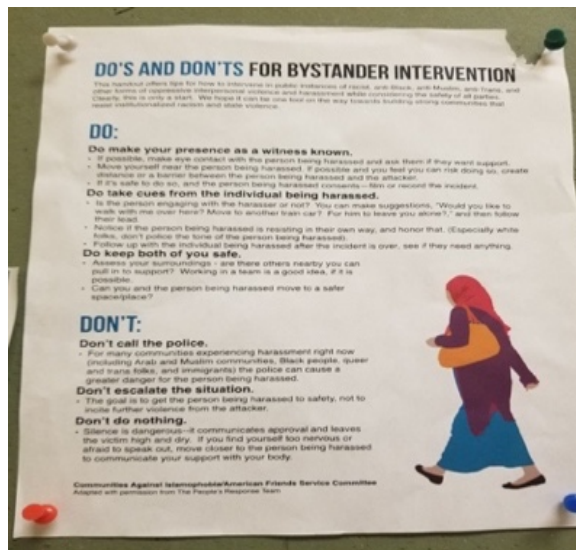 DO'S AND DON'TS FOR BYSTANDER INTERVENTION
This handout offers tips for how to intervene in public instances of racist, anti-Black, anti-Muslim, anti-Trans, and
other forms of oppressive interpersonal violence and harassment while considering the safety of all parties.
Clearly, this is only a start. We hope it can be one tool on the way towards building strong communities that
resist institutionalized racism and state violence.
DO:
Do make your presence as a witness known.
- If possible, make eye contact with the person being harassed and ask them if they want support.
- Move yourself near the person being harassed. If possible and you feel you can risk doing so, create
distance or a barrier between the person being harassed and the attacker.
- If it's safe to do so, and the person being harassed consents - film or record the incident.
Do take cues from the individual being harassed.
- Is the person engaging with the harasser or not? You can make suggestions, "Would you like to
walk with me over here? Move to another train car? For him to leave you alone?," and then follow
their lead.
- Notice if the person being harassed is resisting in their own way, and honor that. (Especially white
folks, don't police the tone of the person being harassed).
- Follow up with the individual being harassed after the incident is over, see if they need anything.
Do keep both of you safe.
- Assess your surroundings - are there others nearby you can
pull in to support? Working in a team is a good idea, if it is
possible.
- Can you and the person being harassed move to a safer
space/place?
DON'T:
Don't call the police.
- For many communities experiencing harassment right now
(including Arab and Muslim communities, Black people, queer
and trans folks, and immigrants) the police can cause a
greater danger for the person being harassed.
Don't escalate the situation.
- The goal is to get the person being harassed to safety, not to
incite further violence from the attacker.
Don't do nothing.
- Silence is dangerous--it communicates approval and leaves
the victim high and dry. If you find yourself too nervous or
afraid to speak out, move closer to the person being harassed
to communicate your support with your body.
Communities Against Islamophobia/American Friends Service Committee
Adapted with permission from The People's Response Team